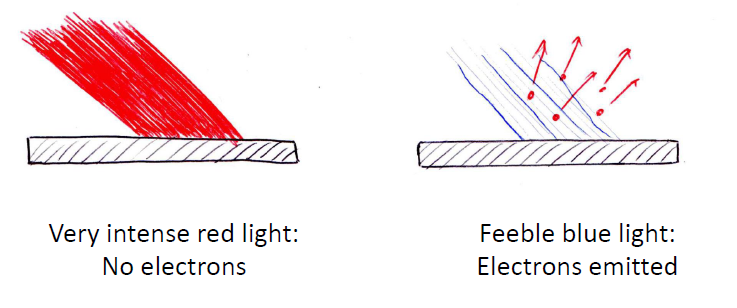 Very intense red light:
No electrons
Feeble blue light:
Electrons emitted